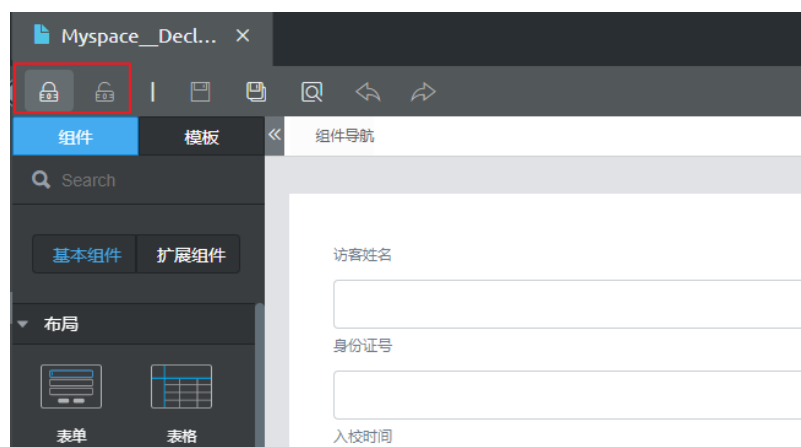 Myspace__Decl...
组件 模板 组件导航
Search
基本组件 扩展组件 访客姓名
布局
身份证号
表单 表格 入校时间